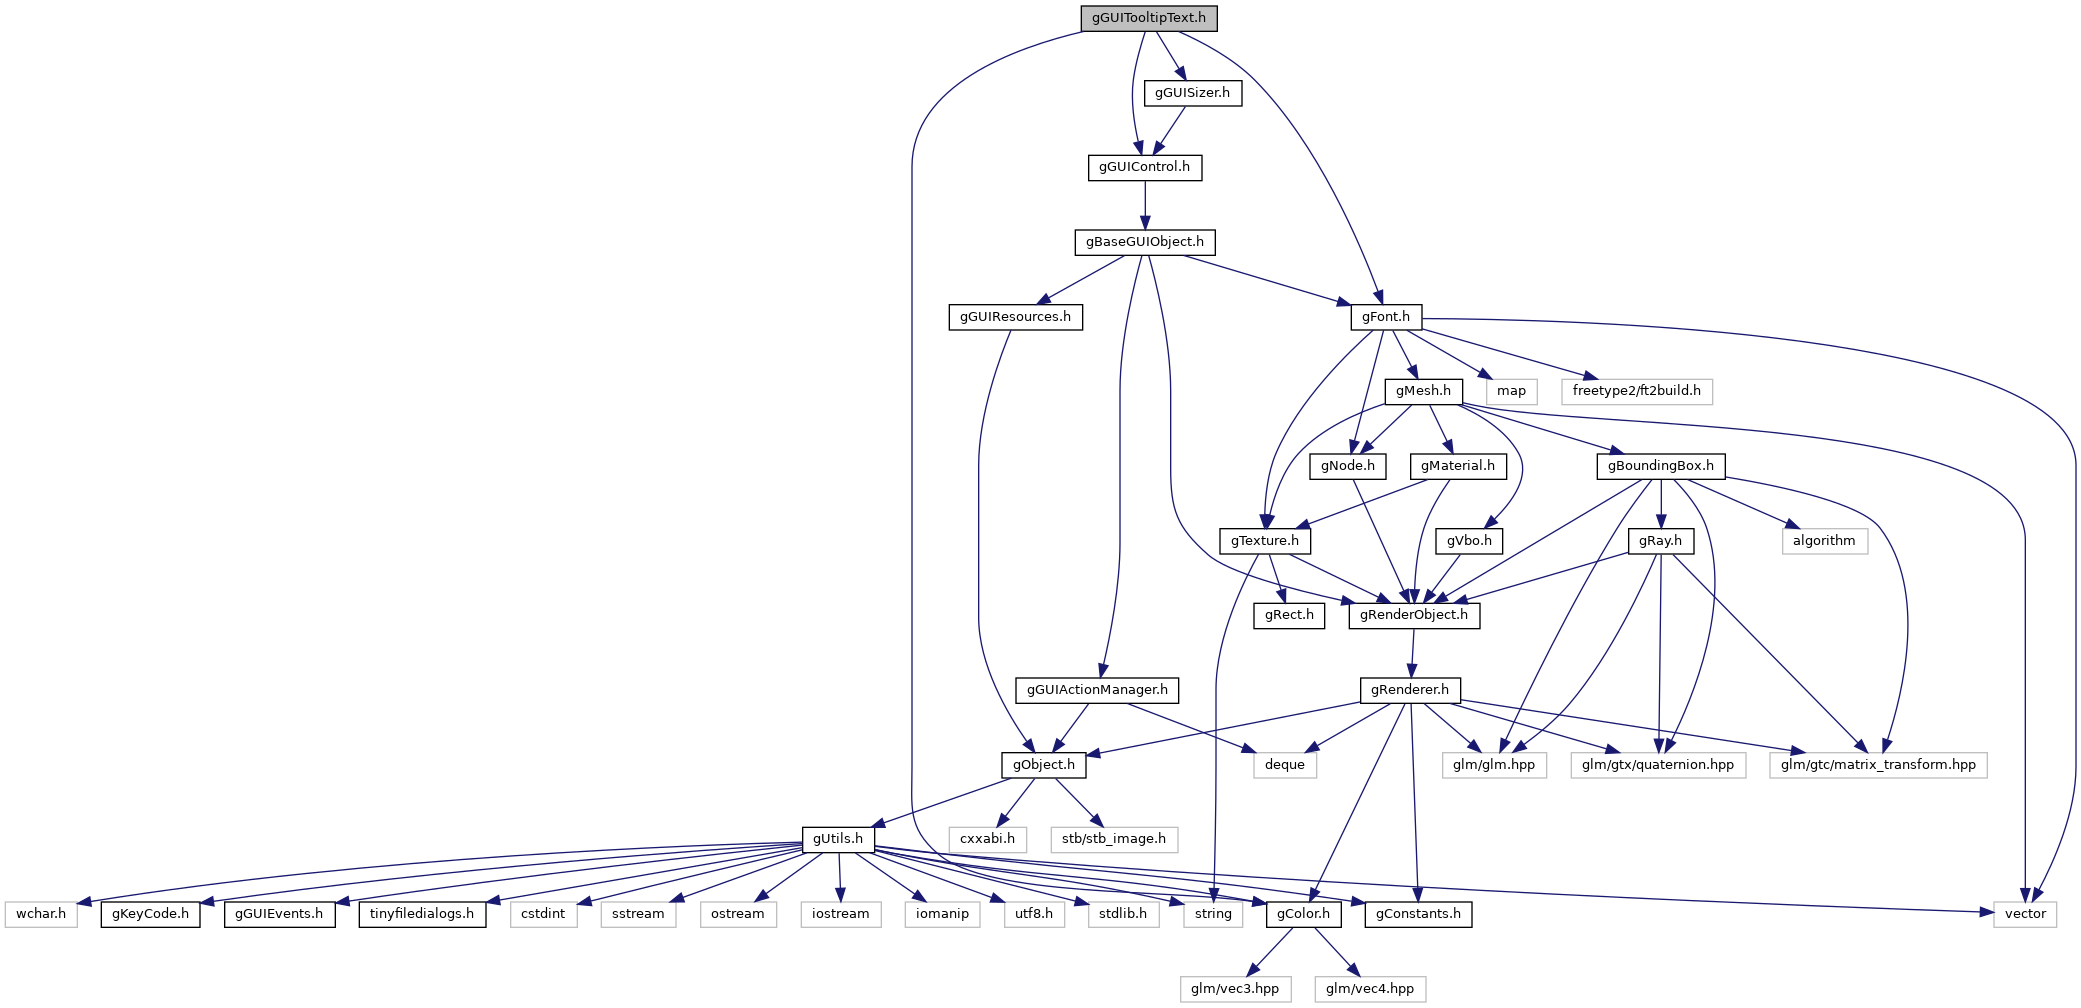 gGUITooltipText.h
gGUISizer.h
gGUIControl.h
gBaseGUIObject.h
gGUIResources.h
gFont.h
gMesh.h
map
freetype2/ft2build.h
gNode.h
gMaterial.h
gBoundingBox.h
gTexture.h
gVbo.h
gRay.h
algorithm
gRect.h
gRenderObject.h
gGUIActionManager.h
gRenderer.h
gObject.h
deque
glm/glm.hpp
glm/gtx/quaternion.hpp
glm/gtc/matrix_transform.hpp
gUtils.h
cxxabi.h
stb/stb_image.h
wchar.h
gKeyCode.h
gGUIEvents.h
tinyfiledialogs.h
cstdint
sstream
ostream
iostream
iomanip
utf8.h
stdlib.h
string
gColor.h
gConstants.h
vector
glm/vec3.hpp
glm/vec4.hpp